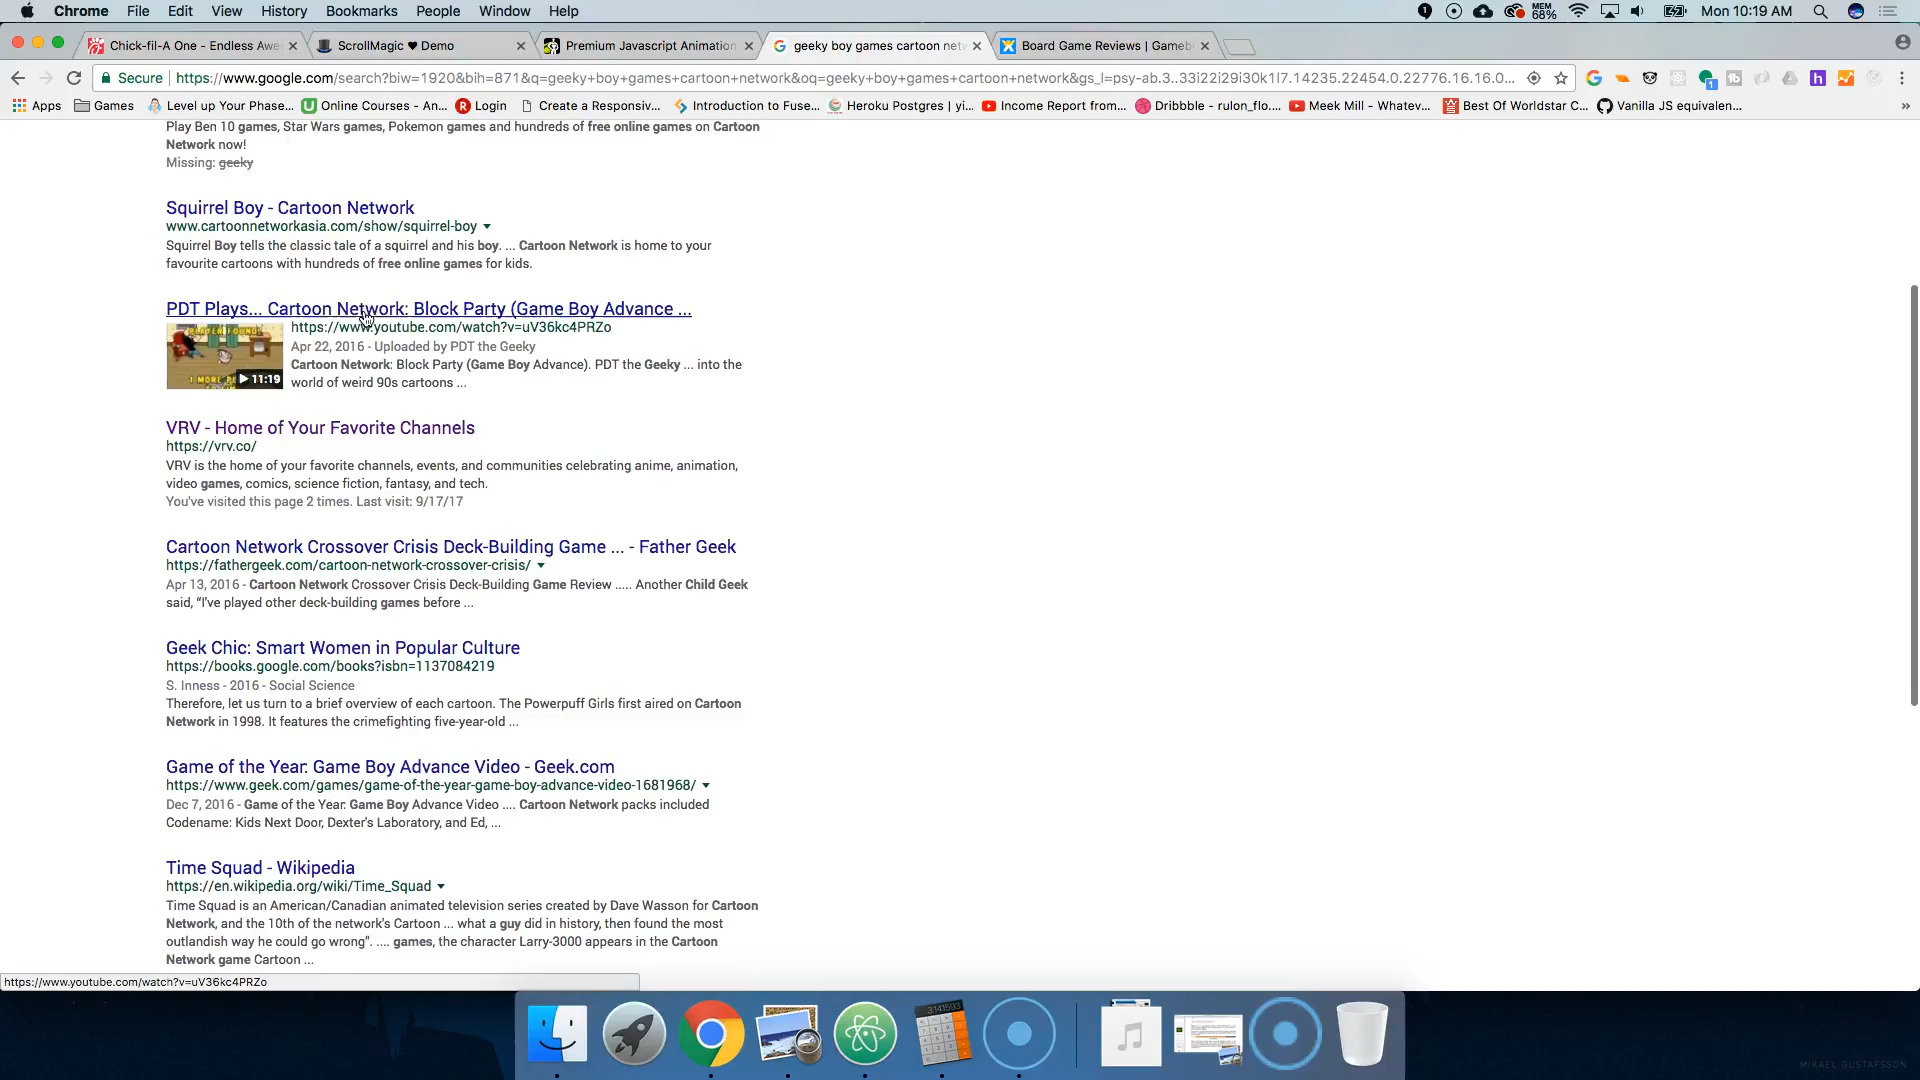 Chrome File Edit View History Bookmarks People Window Help
MEM 68% Mon 10:19 AM
Chick-fil-A One - Endless Awe
ScrollMagic ♥ Demo
Premium Javascript Animation
geeky boy games cartoon netw
Board Game Reviews | Gameb
Secure https://www.google.com/search?biw=1920&bih=871&q=geeky+boy+games+cartoon+network&oq=geeky+boy+games+cartoon+network&gs_l=psy-ab.3..33i22i29i30k1l7.14235.22454.0.22776.16.16.0...
Apps Games Level up Your Phase... Online Courses - An... Login Create a Responsiv... Introduction to Fuse... Heroku Postgres | yi... Income Report from... Dribbble - rulon_flo.... Meek Mill - Whatev... Best Of Worldstar C... Vanilla JS equivalen... »
Play Ben 10 games, Star Wars games, Pokemon games and hundreds of free online games on Cartoon
Network now!
Missing: geeky
Squirrel Boy - Cartoon Network
www.cartoonnetworkasia.com/show/squirrel-boy
Squirrel Boy tells the classic tale of a squirrel and his boy. ... Cartoon Network is home to your
favourite cartoons with hundreds of free online games for kids.
PDT Plays... Cartoon Network: Block Party (Game Boy Advance ...
https://www.youtube.com/watch?v=uV36kc4PRZo
Apr 22, 2016 - Uploaded by PDT the Geeky
Cartoon Network: Block Party (Game Boy Advance). PDT the Geeky ... into the
world of weird 90s cartoons ...
11:19
VRV - Home of Your Favorite Channels
https://vrv.co/
VRV is the home of your favorite channels, events, and communities celebrating anime, animation,
video games, comics, science fiction, fantasy, and tech.
You've visited this page 2 times. Last visit: 9/17/17
Cartoon Network Crossover Crisis Deck-Building Game ... - Father Geek
https://fathergeek.com/cartoon-network-crossover-crisis/
Apr 13, 2016 - Cartoon Network Crossover Crisis Deck-Building Game Review ..... Another Child Geek
said, “I've played other deck-building games before ...
Geek Chic: Smart Women in Popular Culture
https://books.google.com/books?isbn=1137084219
S. Inness - 2016 - Social Science
Therefore, let us turn to a brief overview of each cartoon. The Powerpuff Girls first aired on Cartoon
Network in 1998. It features the crimefighting five-year-old ...
Game of the Year: Game Boy Advance Video - Geek.com
https://www.geek.com/games/game-of-the-year-game-boy-advance-video-1681968/
Dec 7, 2016 - Game of the Year: Game Boy Advance Video .... Cartoon Network packs included
Codename: Kids Next Door, Dexter's Laboratory, and Ed, ...
Time Squad - Wikipedia
https://en.wikipedia.org/wiki/Time_Squad
Time Squad is an American/Canadian animated television series created by Dave Wasson for Cartoon
Network, and the 10th of the network's Cartoon ... what a guy did in history, then found the most
outlandish way he could go wrong". .... games, the character Larry-3000 appears in the Cartoon
Network game Cartoon ...
https://www.youtube.com/watch?v=uV36kc4PRZo
MIKAEL GUSTAFSSON